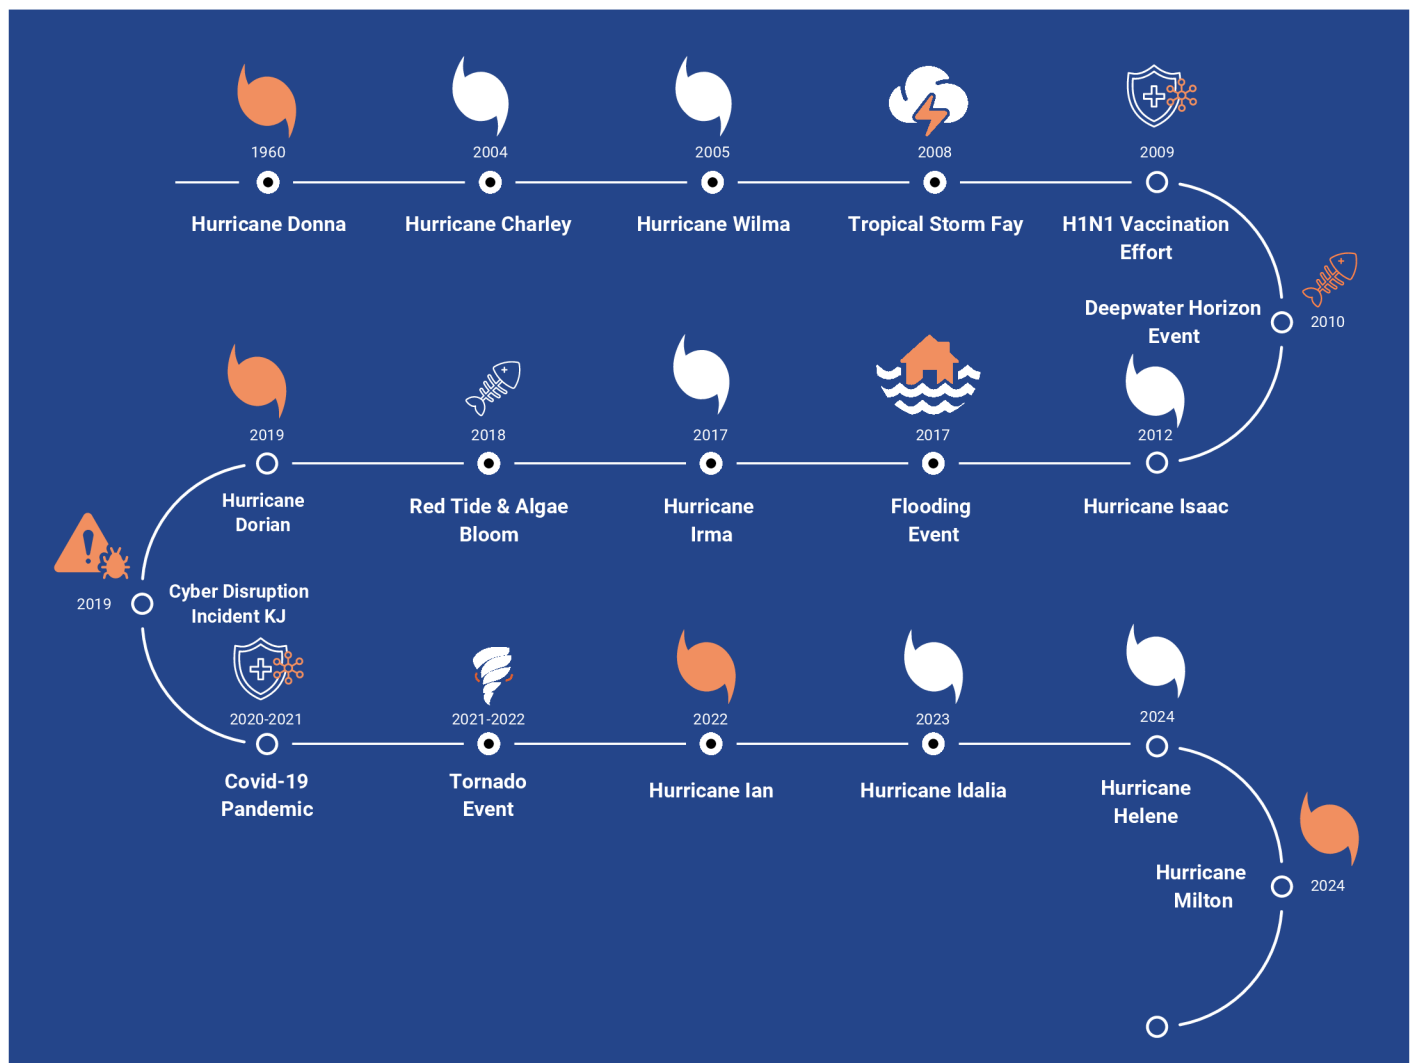 1960
Hurricane Donna
2004
Hurricane Charley
2005
Hurricane Wilma
2008
Tropical Storm Fay
2009
H1N1 Vaccination
Effort
2010
Deepwater Horizon
Event
2012
Hurricane Isaac
2017
Flooding
Event
2017
Hurricane
Irma
2018
Red Tide & Algae
Bloom
2019
Hurricane
Dorian
2019
Cyber Disruption
Incident KJ
2020-2021
Covid-19
Pandemic
2021-2022
Tornado
Event
2022
Hurricane Ian
2023
Hurricane Idalia
2024
Hurricane
Helene
2024
Hurricane
Milton